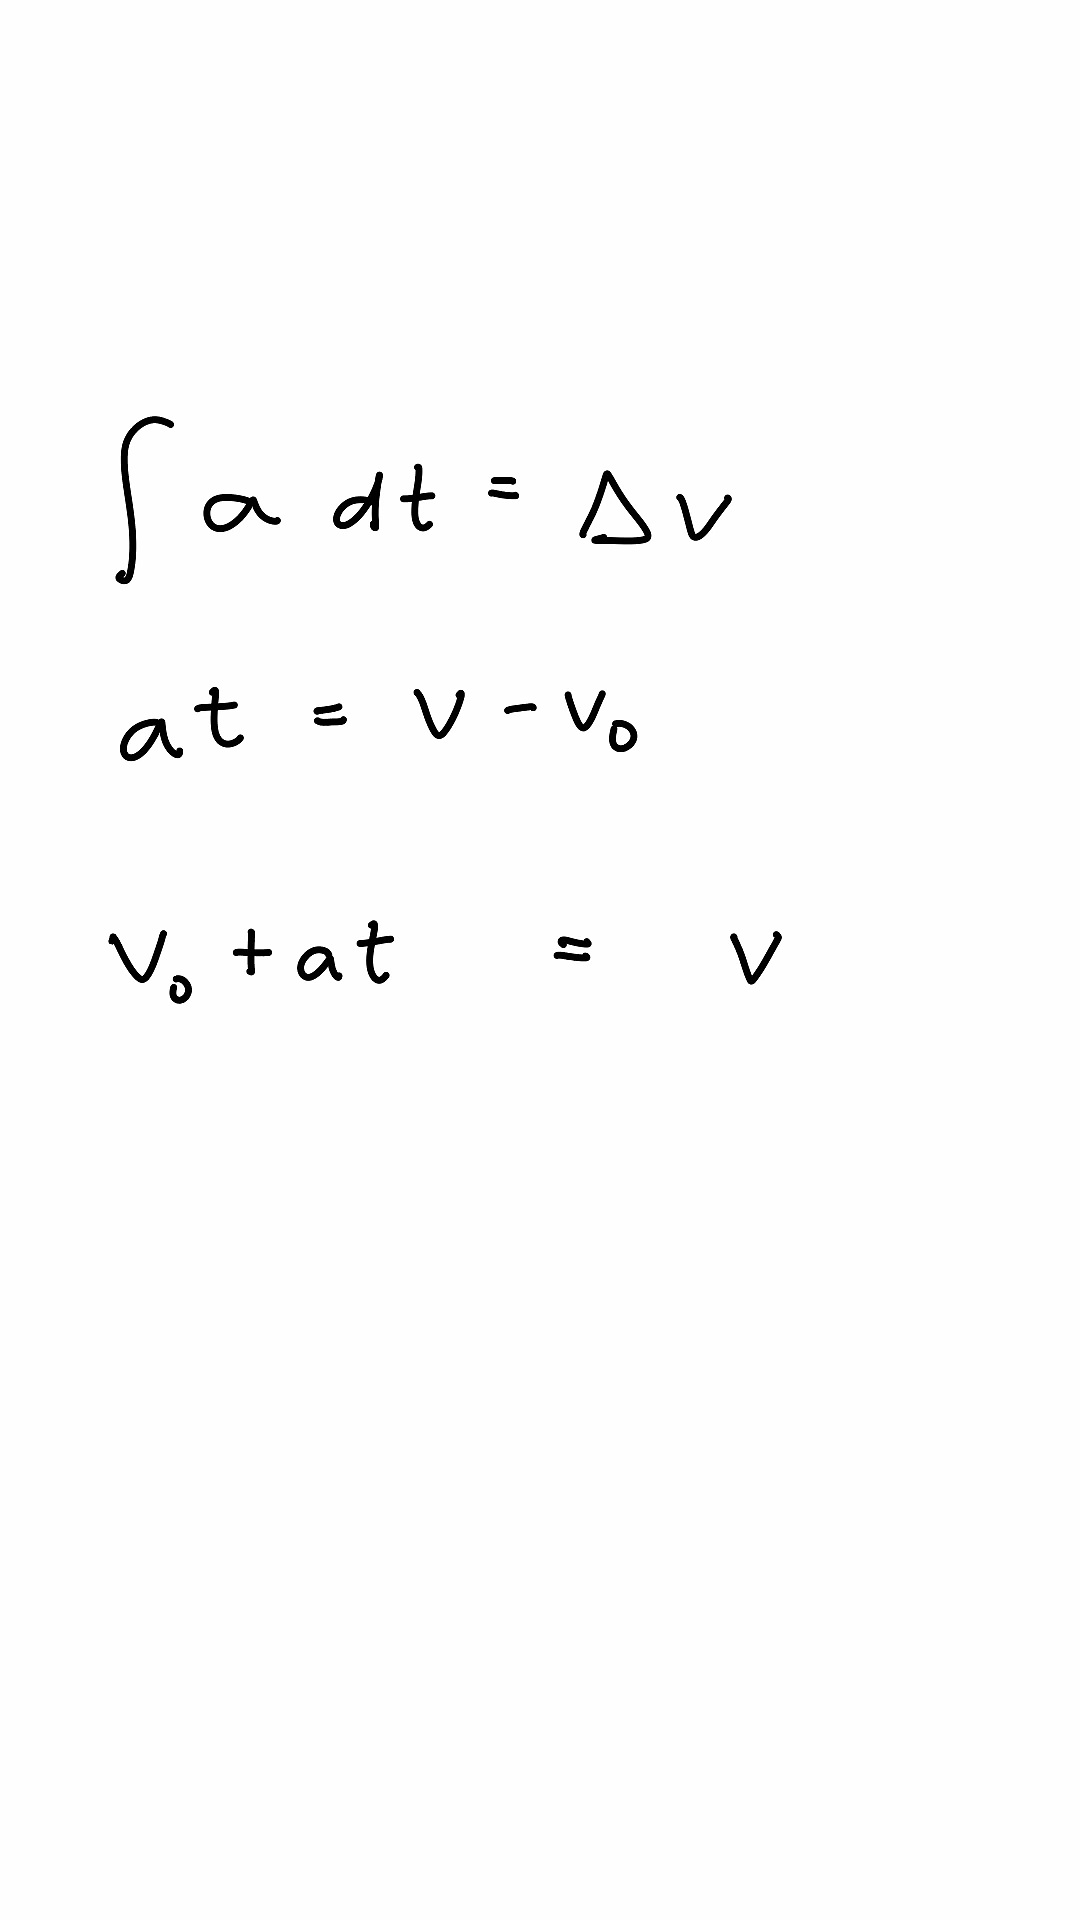 ∫ a dt = Δv
at = v - v₀
v₀ + at = v